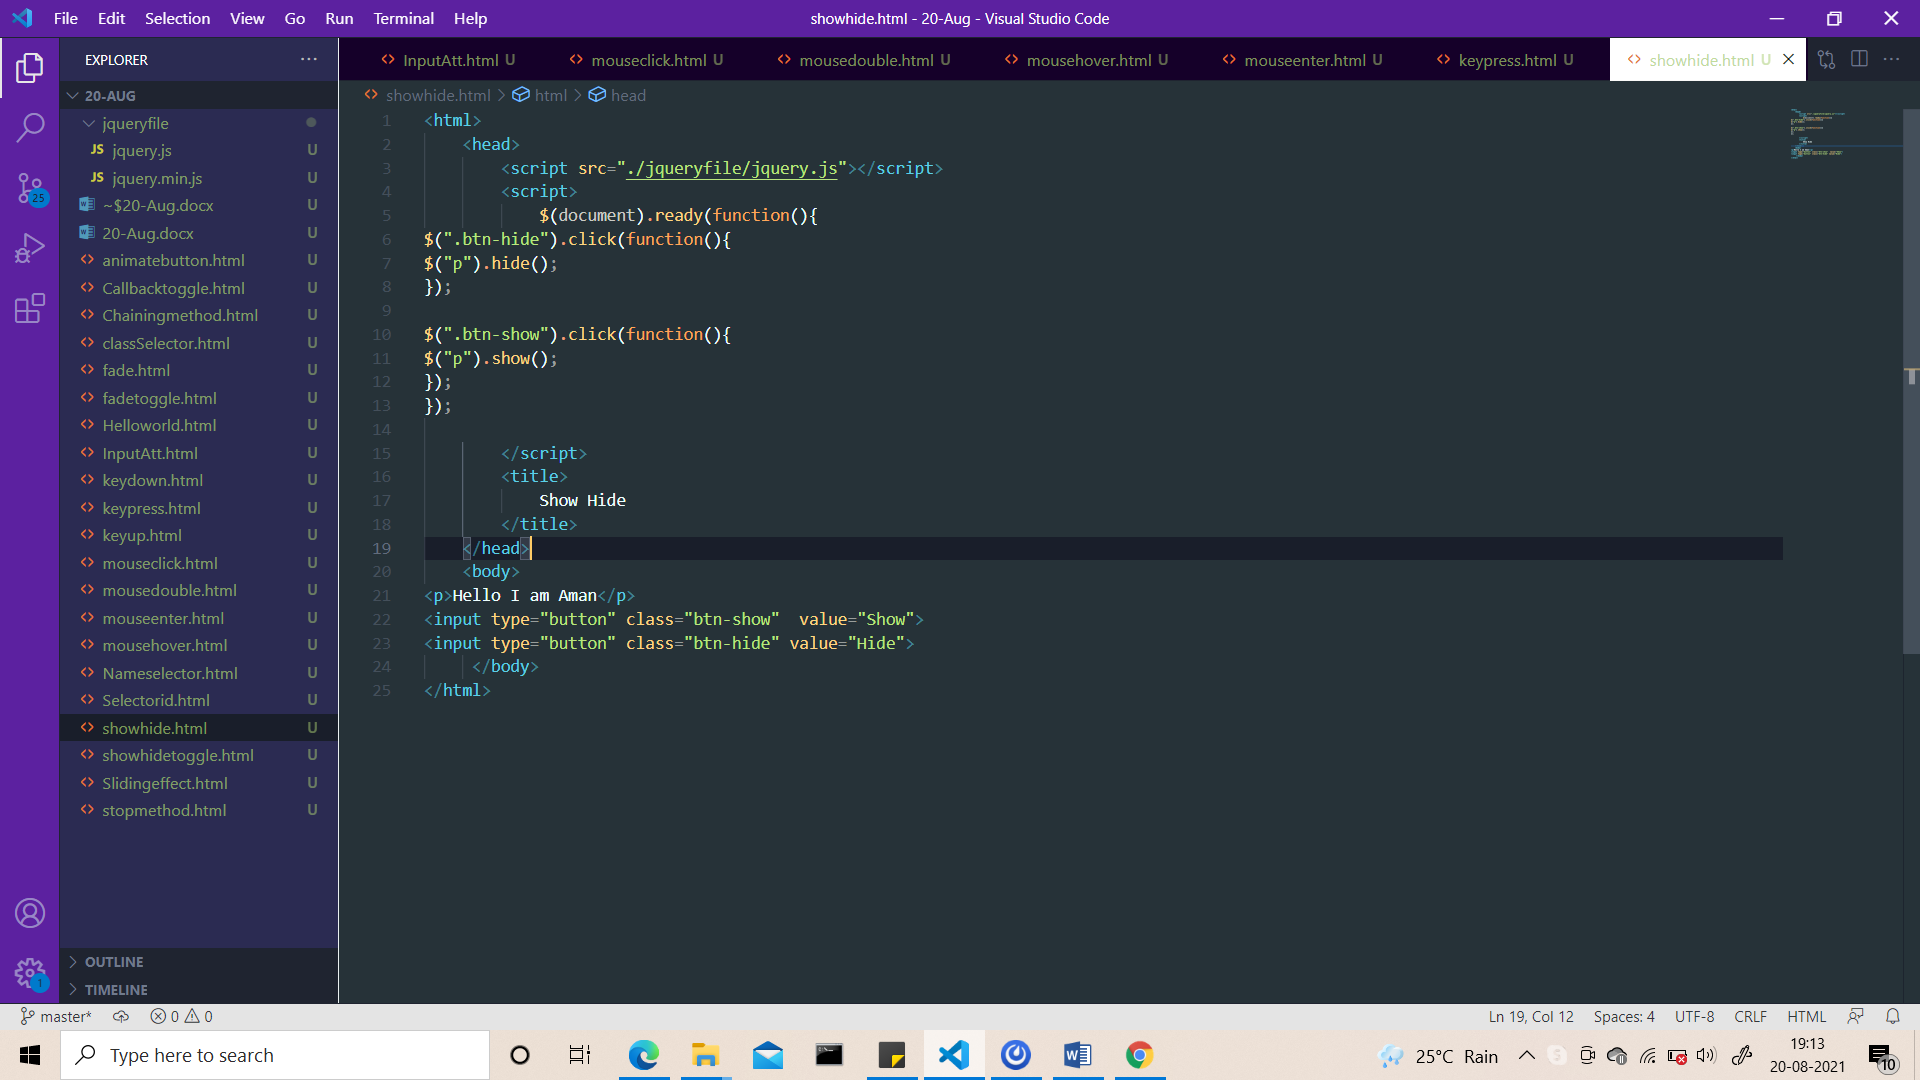 File Edit Selection View Go Run Terminal Help
showhide.html - 20-Aug - Visual Studio Code
EXPLORER
InputAtt.html U
mouseclick.html U
mousedouble.html U
mousehover.html U
mouseenter.html U
keypress.html U
showhide.html U
20-AUG
jqueryfile
JS jquery.js U
JS jquery.min.js U
~$20-Aug.docx U
20-Aug.docx U
animatebutton.html U
Callbacktoggle.html U
Chainingmethod.html U
classSelector.html U
fade.html U
fadetoggle.html U
Helloworld.html U
InputAtt.html U
keydown.html U
keypress.html U
keyup.html U
mouseclick.html U
mousedouble.html U
mouseenter.html U
mousehover.html U
Nameselector.html U
Selectorid.html U
showhide.html U
showhidetoggle.html U
Slidingeffect.html U
stopmethod.html U
OUTLINE
TIMELINE
25
1
showhide.html > html > head
1 <html>
2 <head>
3 <script src="./jqueryfile/jquery.js"></script>
4 <script>
5 $(document).ready(function(){
6 $(".btn-hide").click(function(){
7 $("p").hide();
8 });
9
10 $(".btn-show").click(function(){
11 $("p").show();
12 });
13 });
14
15 </script>
16 <title>
17 Show Hide
18 </title>
19 </head>
20 <body>
21 <p>Hello I am Aman</p>
22 <input type="button" class="btn-show"  value="Show">
23 <input type="button" class="btn-hide" value="Hide">
24 </body>
25 </html>
master* 0 0
Ln 19, Col 12 Spaces: 4 UTF-8 CRLF HTML
Type here to search
25°C Rain
19:13
20-08-2021
10